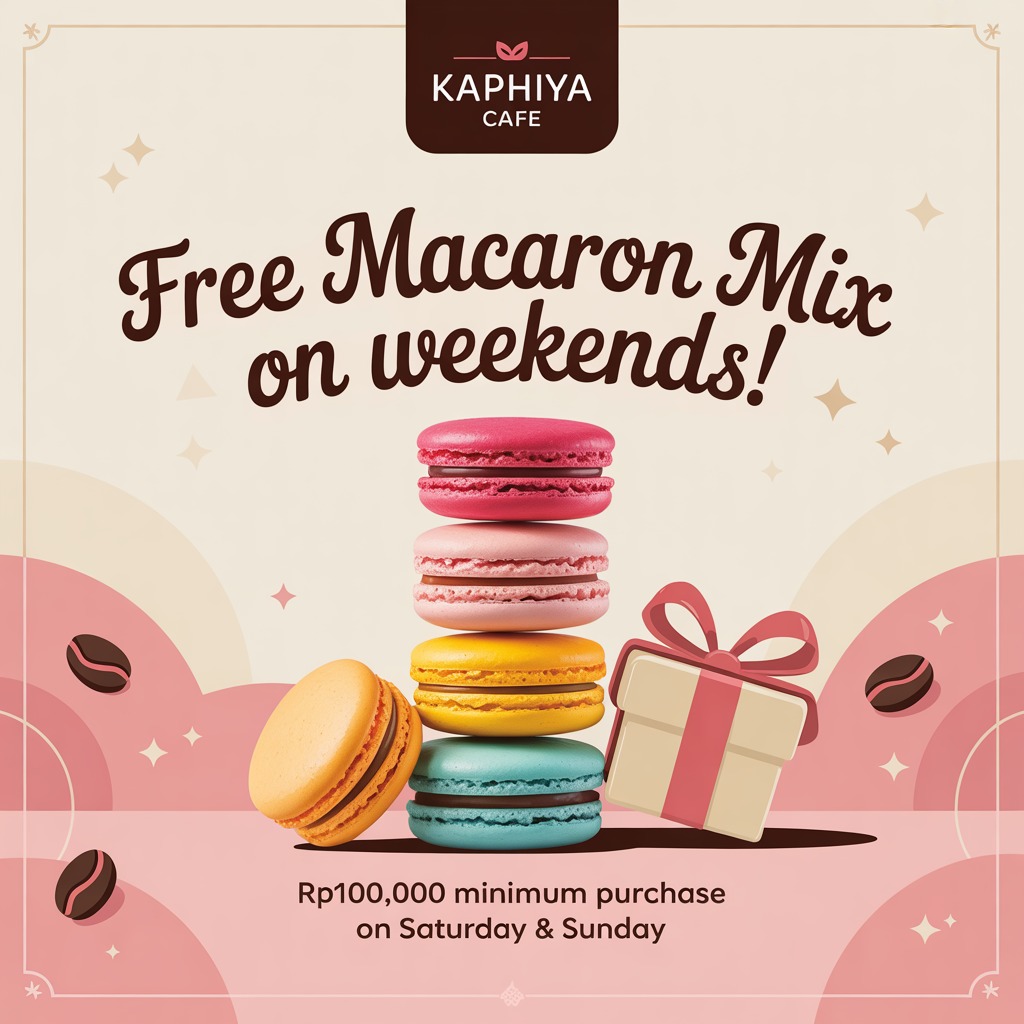 KAPHIYA
CAFE
Free Macaron Mix
on weekends!
Rp100,000 minimum purchase
on Saturday & Sunday